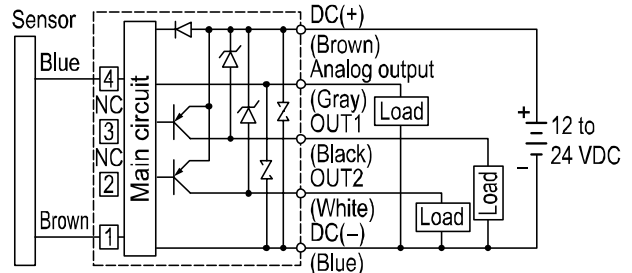 Sensor
DC(+)
(Brown)
Blue
Analog output
4
(Gray)
Load
NC
OUT1
3
Main circuit
(Black)
NC
OUT2
2
(White)
Load
Load
Brown
1
DC(−)
(Blue)
+
12 to
24 VDC
−